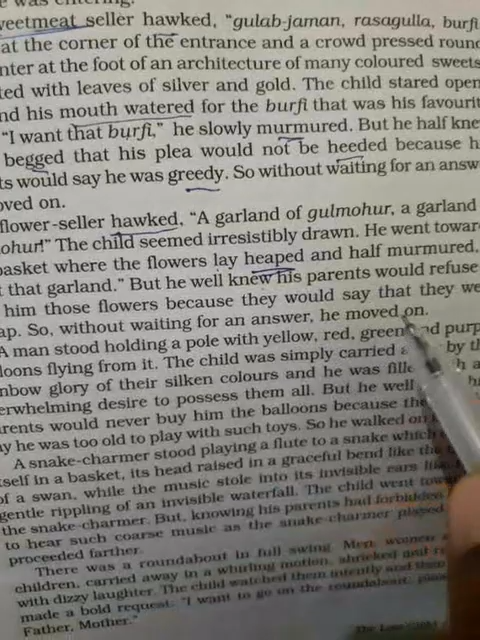 was entering.
weetmeat seller hawked, "gulab-jaman, rasagulla, burfi
at the corner of the entrance and a crowd pressed round
nter at the foot of an architecture of many coloured sweets
ted with leaves of silver and gold. The child stared open
nd his mouth watered for the burfi that was his favourit
"I want that burfi," he slowly murmured. But he half kne
begged that his plea would not be heeded because h
ts would say he was greedy. So without waiting for an answ
oved on.
flower-seller hawked, "A garland of gulmohur, a garland
ohur!" The child seemed irresistibly drawn. He went towar
basket where the flowers lay heaped and half murmured,
t that garland." But he well knew his parents would refuse
him those flowers because they would say that they we
ap. So, without waiting for an answer, he moved on.
A man stood holding a pole with yellow, red, green nd purp
loons flying from it. The child was simply carried a by th
nbow glory of their silken colours and he was fille h a
erwhelming desire to possess them all. But he well
rents would never buy him the balloons because the
ay he was too old to play with such toys. So he walked on
A snake-charmer stood playing a flute to a snake which
tself in a basket, its head raised in a graceful bend like the
of a swan, while the music stole into its invisible ears like
gentle rippling of an invisible waterfall. The child went towa
the snake-charmer. But, knowing his parents had forbidden
to hear such coarse music as the snake-charmer played
proceeded farther.
There was a roundabout in full swing. Men, women
children, carried away in a whirling motion, shrieked and
with dizzy laughter. The child watched them intently and then
made a bold request: "I want to go on the roundabout, please
Father, Mother."
The Lost Child